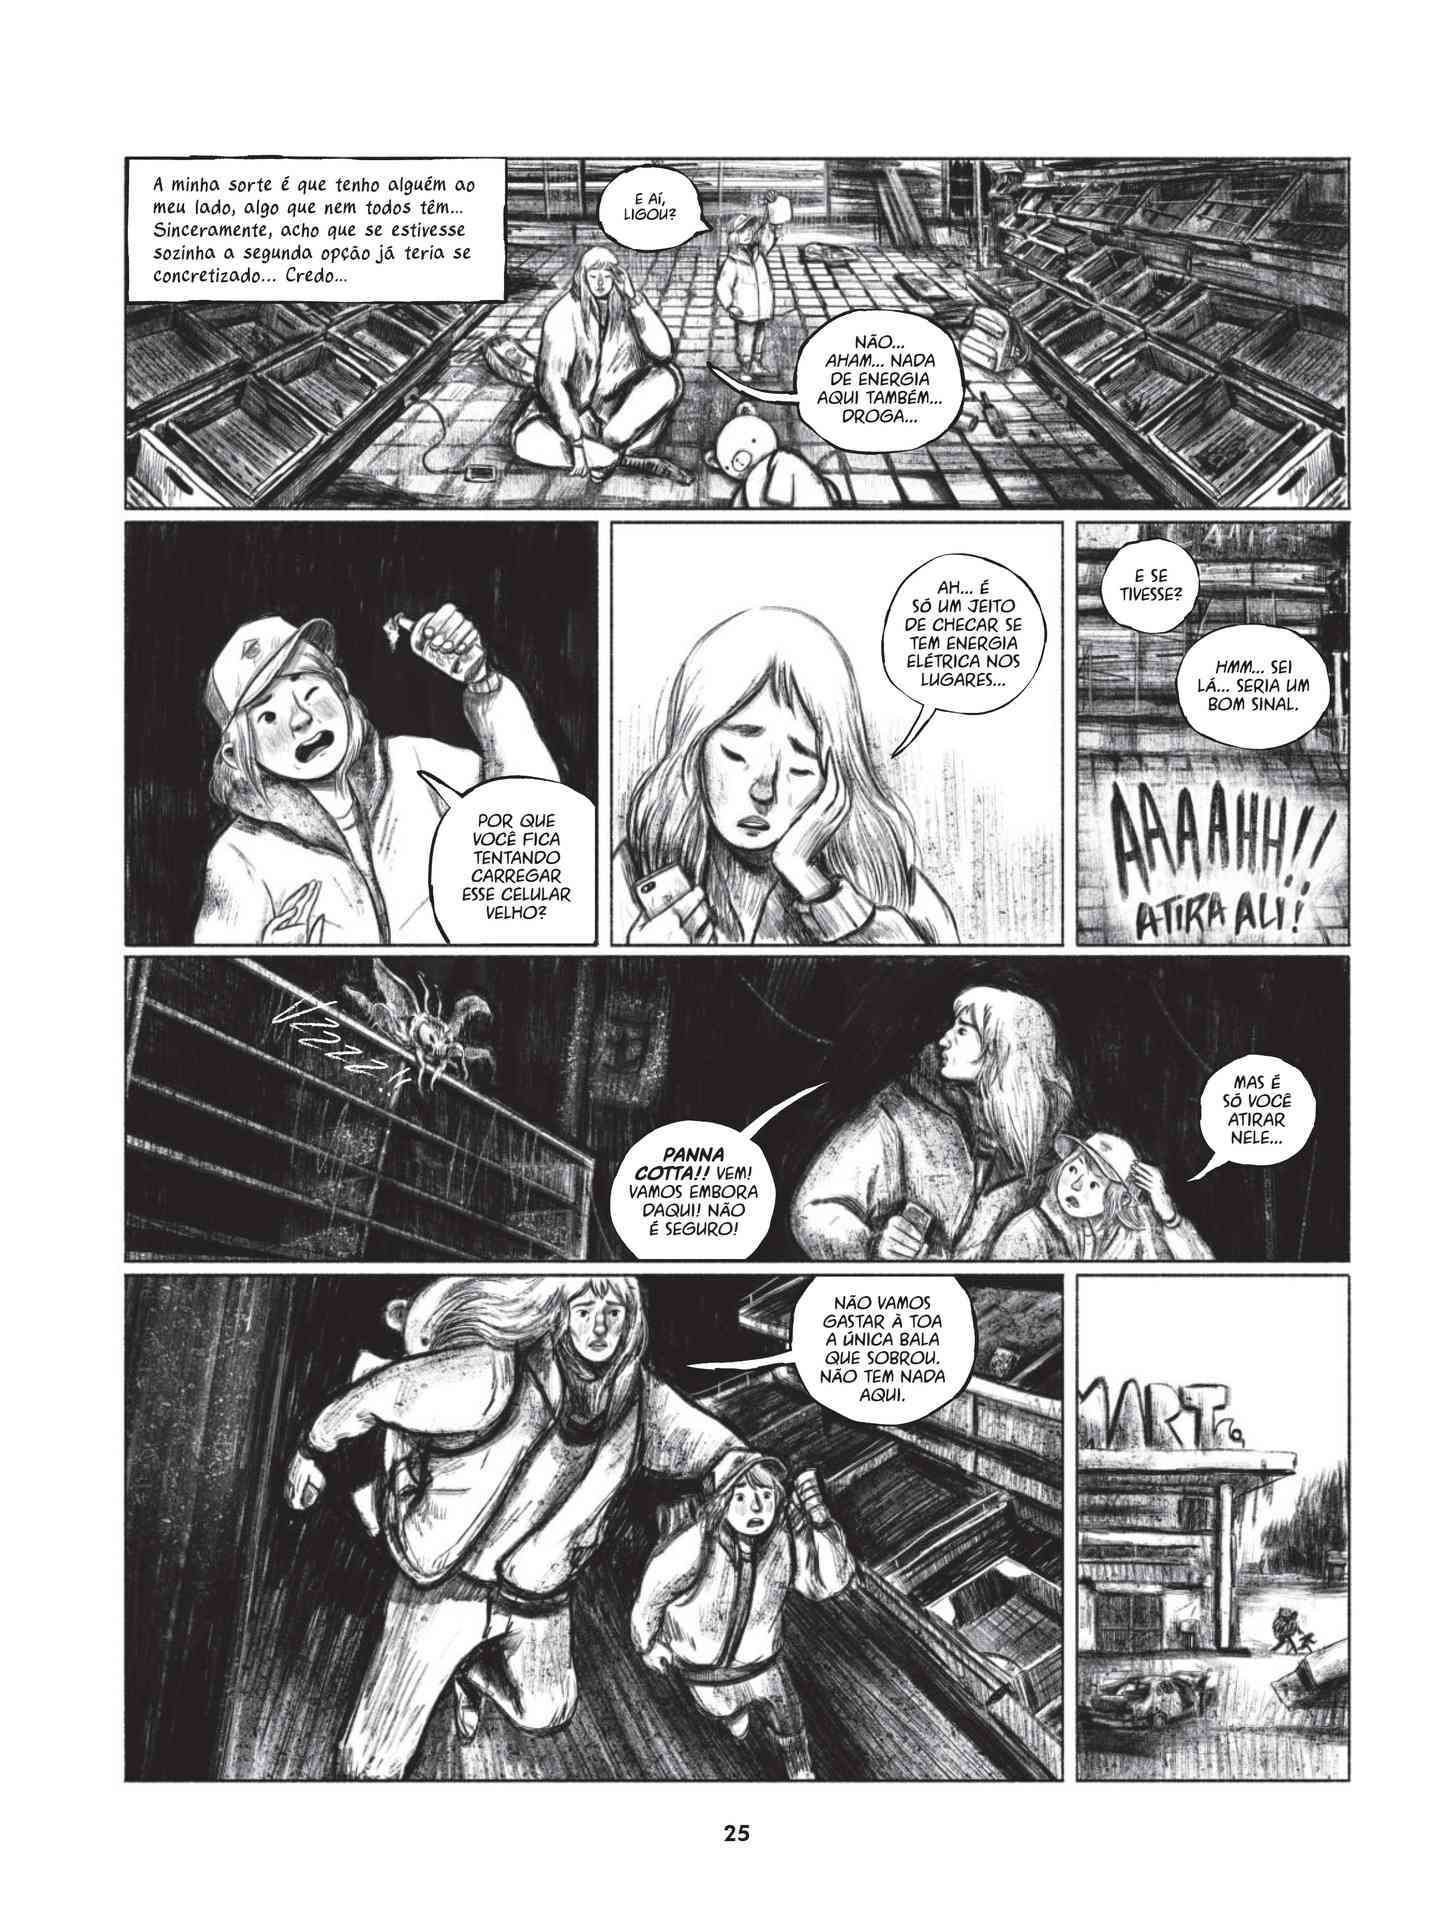 A minha sorte é que tenho alguém ao
meu lado, algo que nem todos têm...
Sinceramente, acho que se estivesse
sozinha a segunda opção já teria se
concretizado... Credo...
E AÍ,
LIGOU?
NÃO...
AHAM... NADA
DE ENERGIA
AQUI TAMBÉM...
DROGA...
POR QUE
VOCÊ FICA
TENTANDO
CARREGAR
ESSE CELULAR
VELHO?
AH... É
SÓ UM JEITO
DE CHECAR SE
TEM ENERGIA
ELÉTRICA NOS
LUGARES...
E SE
TIVESSE?
HMM... SEI
LÁ... SERIA UM
BOM SINAL.
AAAAHH!!
ATIRA ALI!
VZZZZ!!
PANNA
COTTA!! VEM!
VAMOS EMBORA
DAQUI! NÃO
É SEGURO!
MAS É
SÓ VOCÊ
ATIRAR
NELE...
NÃO VAMOS
GASTAR À TOA
A ÚNICA BALA
QUE SOBROU.
NÃO TEM NADA
AQUI.
MART
25